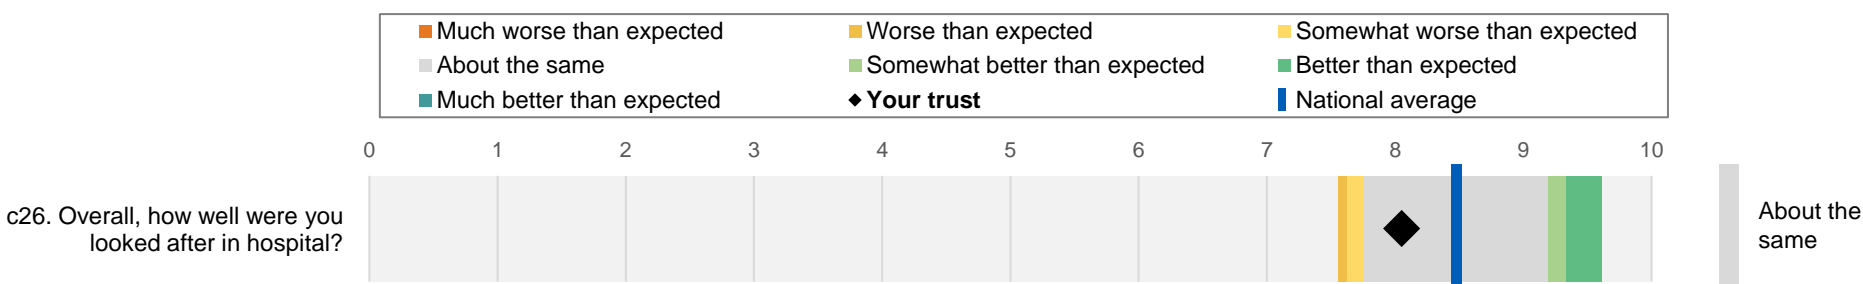 Much worse than expected
Worse than expected
Somewhat worse than expected
About the same
Somewhat better than expected
Better than expected
Much better than expected
Your trust
National average
0 1 2 3 4 5 6 7 8 9 10
c26. Overall, how well were you
looked after in hospital?
About the
same